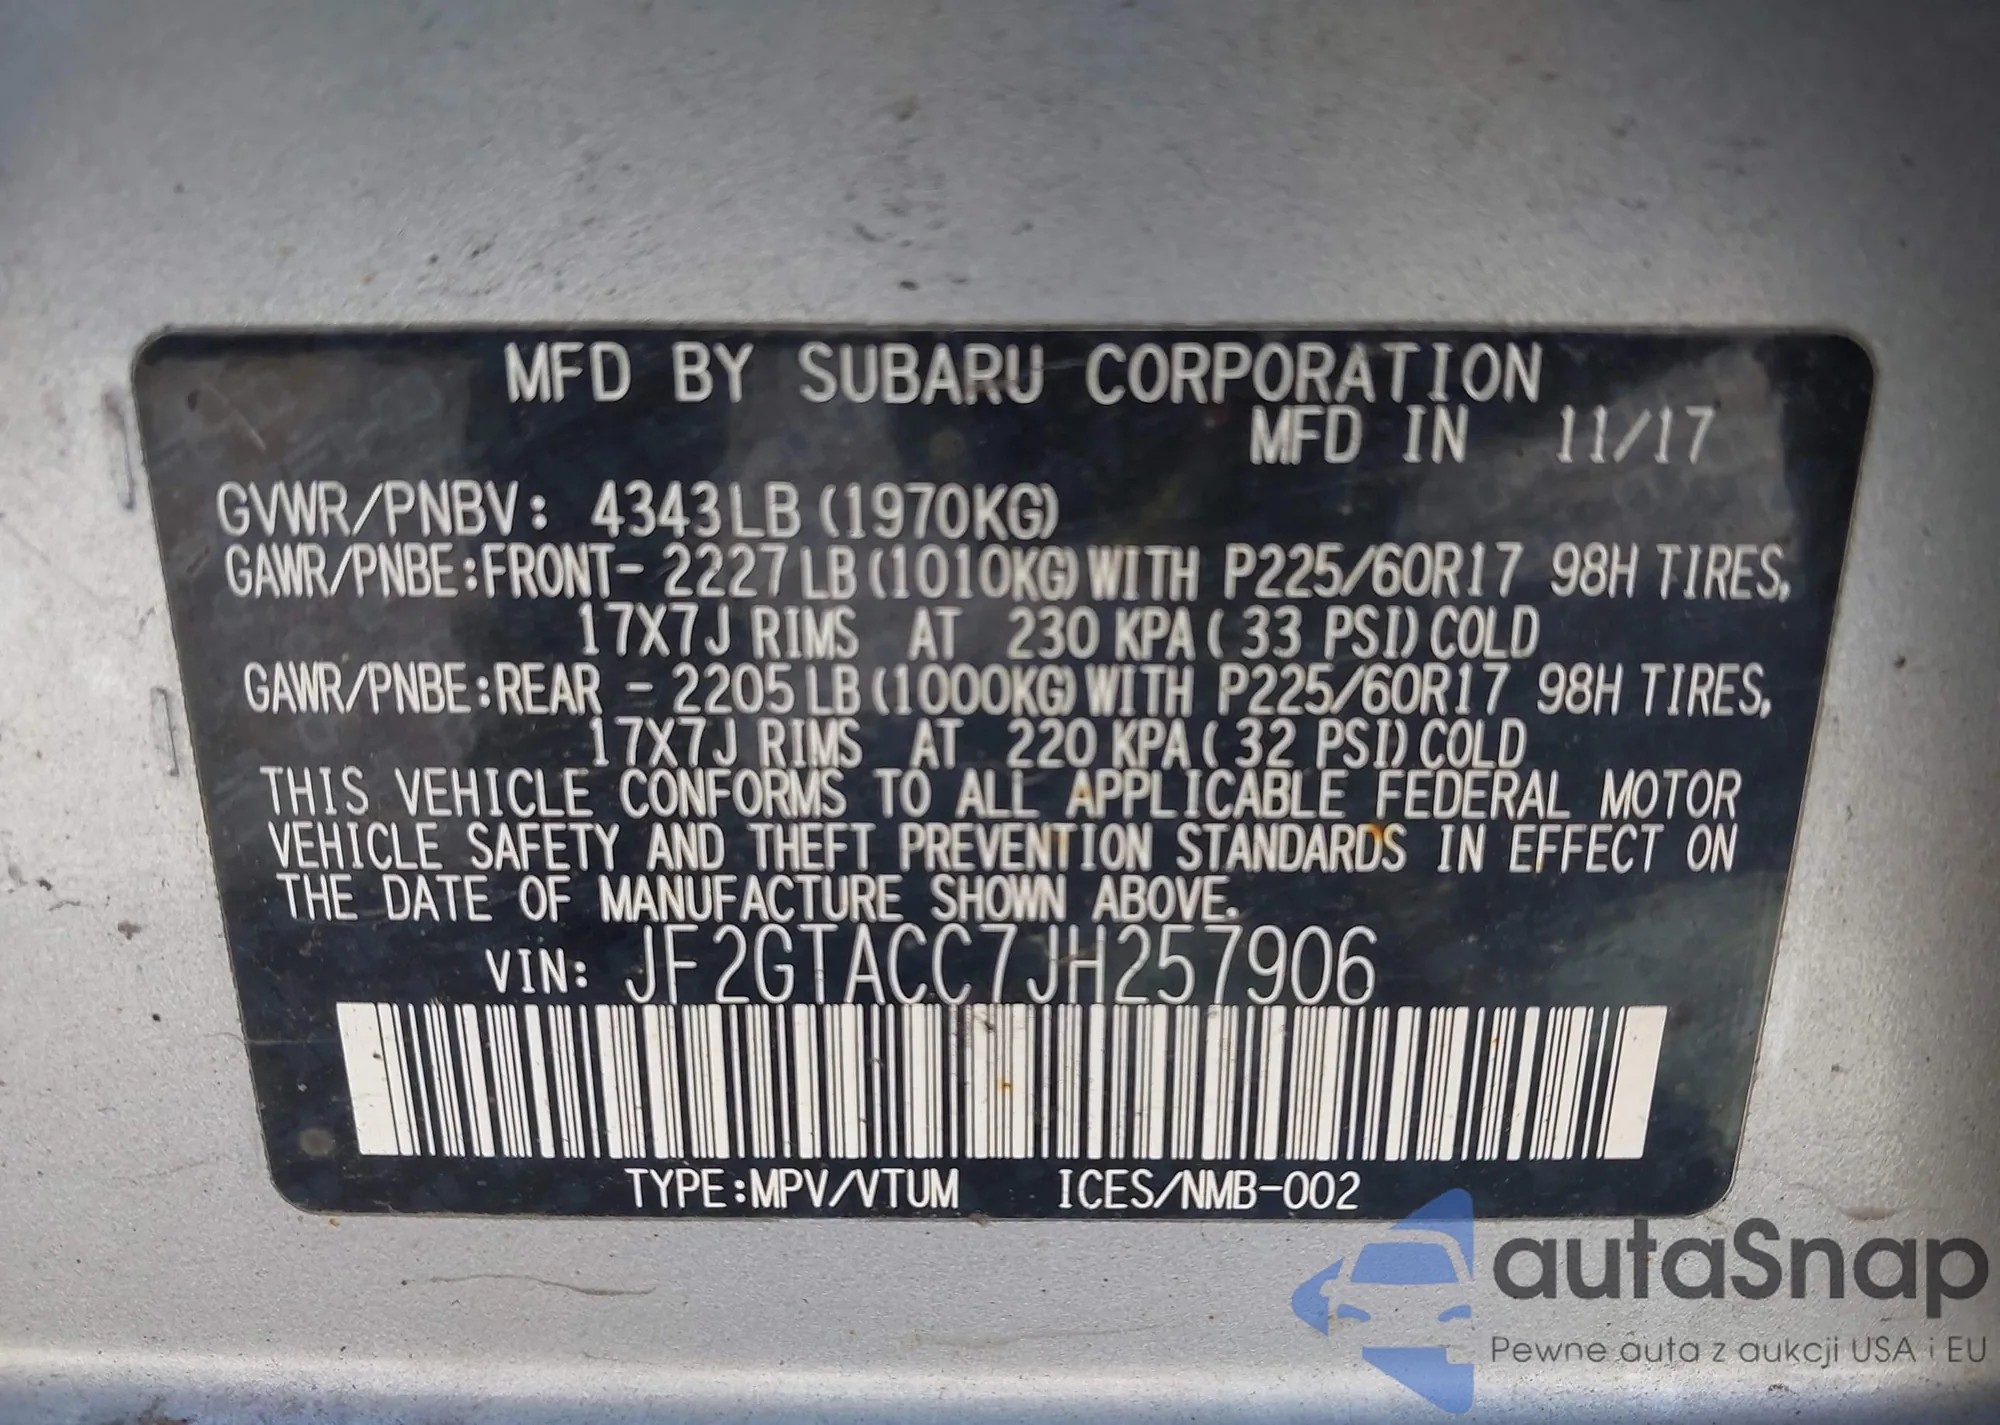 MFD BY SUBARU CORPORATION
MFD IN 11/17
GVWR/PNBV: 4343LB (1970KG)
GAWR/PNBE:FRONT- 2227LB (1010KG) WITH P225/60R17 98H TIRES,
17X7J RIMS AT 230 KPA ( 33 PSI) COLD
GAWR/PNBE:REAR - 2205LB (1000KG) WITH P225/60R17 98H TIRES,
17X7J RIMS AT 220 KPA ( 32 PSI) COLD
THIS VEHICLE CONFORMS TO ALL APPLICABLE FEDERAL MOTOR
VEHICLE SAFETY AND THEFT PREVENTION STANDARDS IN EFFECT ON
THE DATE OF MANUFACTURE SHOWN ABOVE.
VIN: JF2GTACC7JH257906
TYPE:MPV/VTUM ICES/NMB-002
autaSnap
Pewne auta z aukcji USA i EU